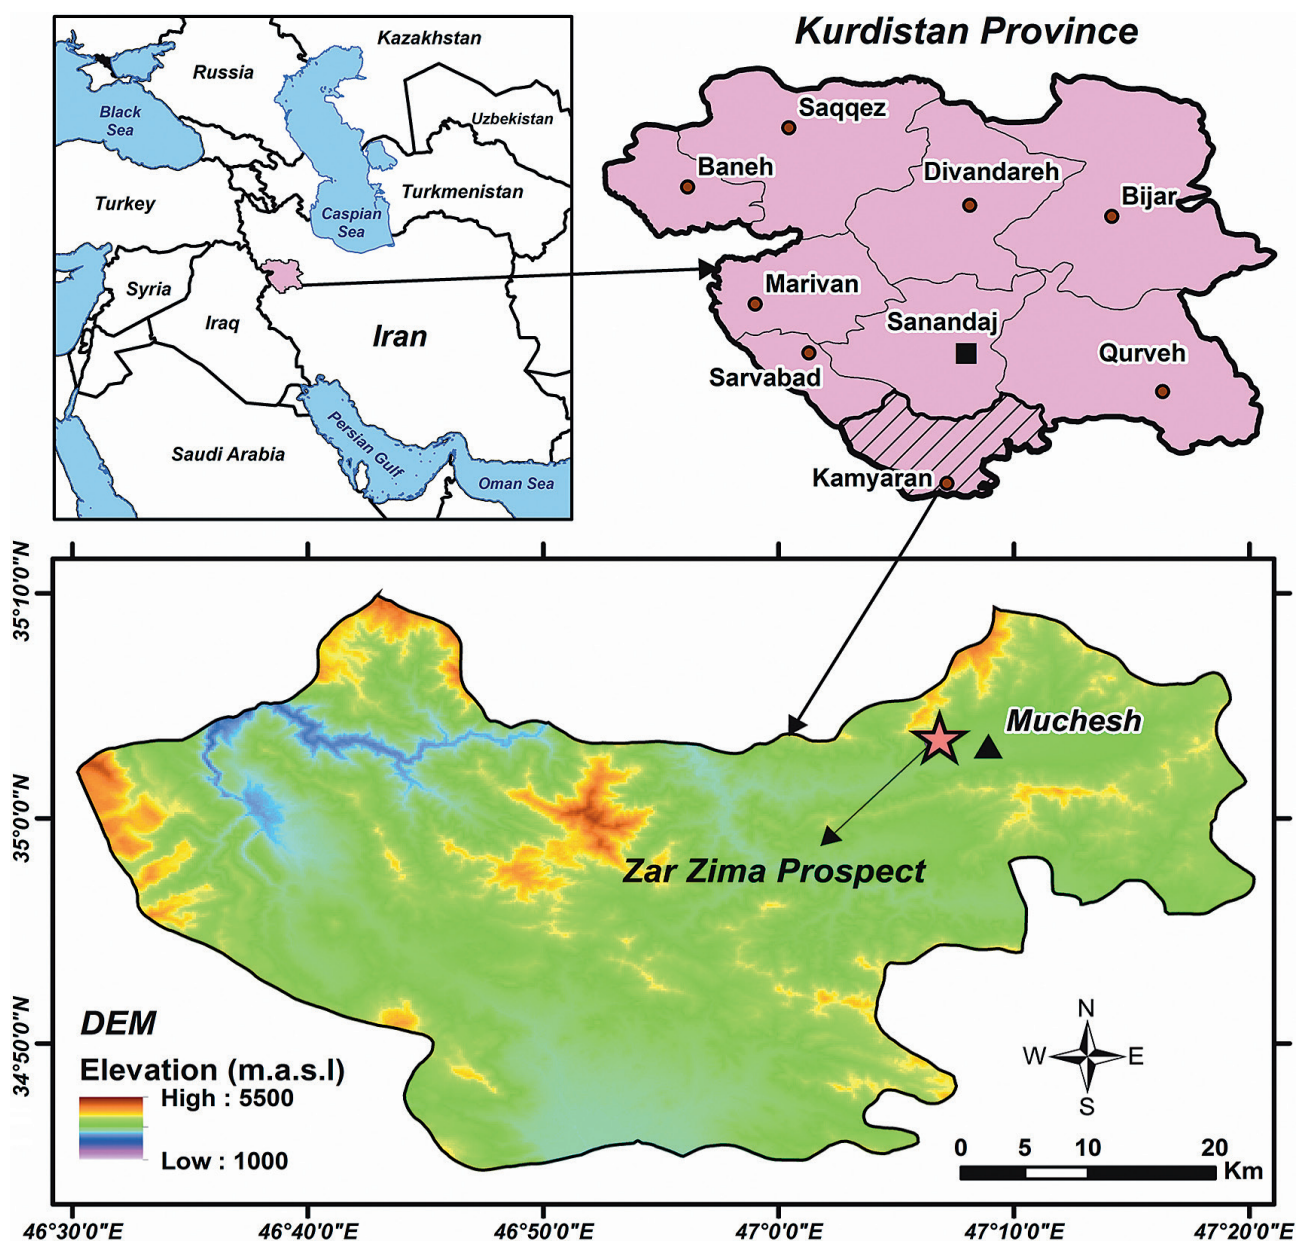 Kurdistan Province
Kazakhstan
Russia
Black
Sea
Uzbekistan
Turkey
Turkmenistan
Caspian
Sea
Syria
Iraq
Iran
Persian Gulf
Saudi Arabia
Oman Sea
Saqqez
Baneh
Divandareh
Bijar
Marivan
Sanandaj
Qurveh
Sarvabad
Kamyaran
35°10'0"N
35°0'0"N
34°50'0"N
Muchesh
Zar Zima Prospect
DEM
Elevation (m.a.s.l)
High : 5500
Low : 1000
N
W E
S
0 5 10 20
Km
46°30'0"E 46°40'0"E 46°50'0"E 47°0'0"E 47°10'0"E 47°20'0"E